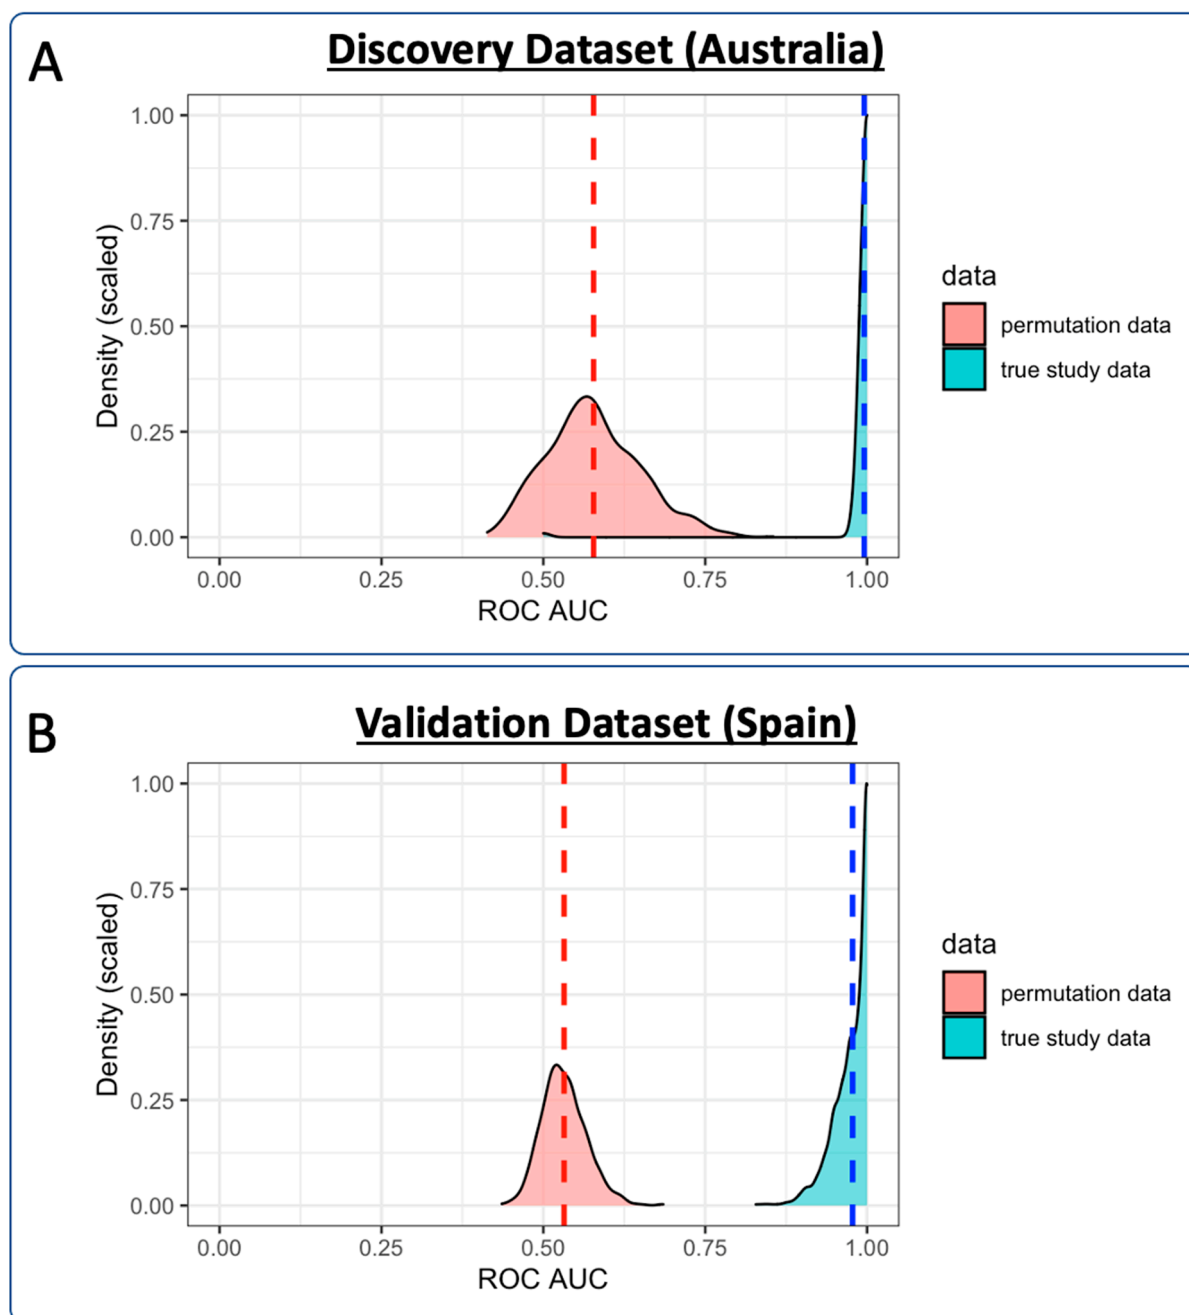 A
Discovery Dataset (Australia)
1.00
0.75
0.50
0.25
0.00
Density (scaled)
0.00 0.25 0.50 0.75 1.00
ROC AUC
data
permutation data
true study data
B
Validation Dataset (Spain)
1.00
0.75
0.50
0.25
0.00
Density (scaled)
0.00 0.25 0.50 0.75 1.00
ROC AUC
data
permutation data
true study data